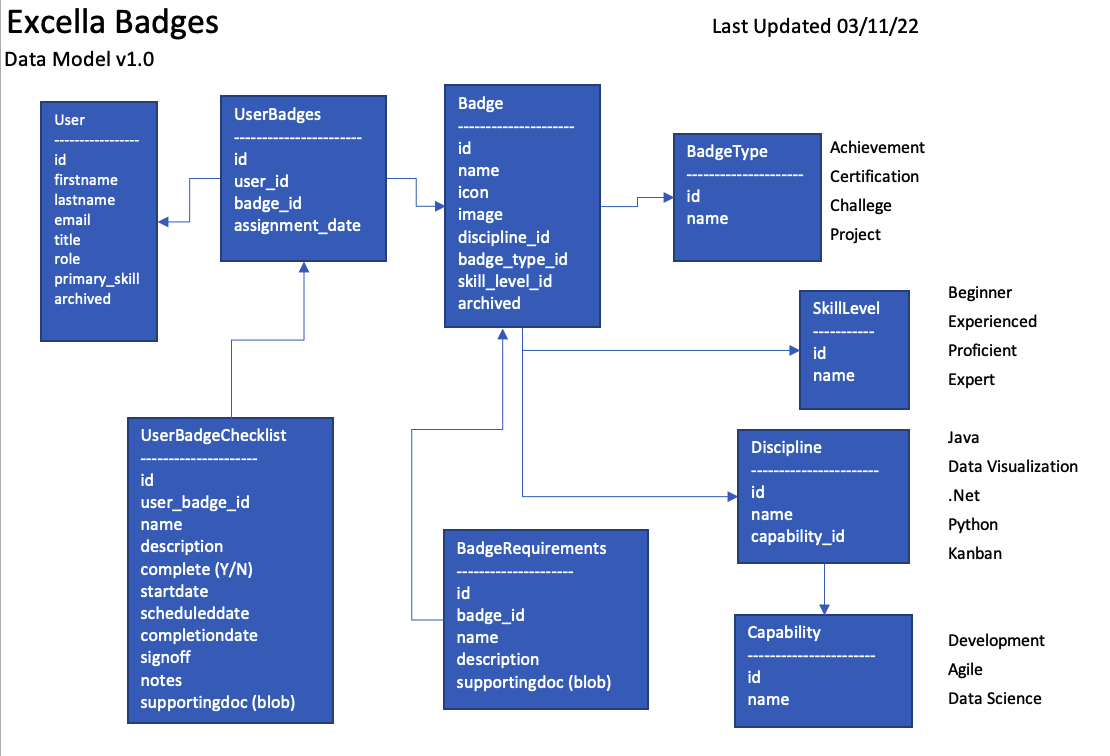 Excella Badges
Last Updated 03/11/22
Data Model v1.0
User
-----------------
id
firstname
lastname
email
title
role
primary_skill
archived
UserBadges
-----------------------
id
user_id
badge_id
assignment_date
Badge
---------------------
id
name
icon
image
discipline_id
badge_type_id
skill_level_id
archived
BadgeType
---------------------
id
name
Achievement
Certification
Challege
Project
SkillLevel
-----------
id
name
Beginner
Experienced
Proficient
Expert
UserBadgeChecklist
---------------------
id
user_badge_id
name
description
complete (Y/N)
startdate
scheduleddate
completiondate
signoff
notes
supportingdoc (blob)
BadgeRequirements
---------------------
id
badge_id
name
description
supportingdoc (blob)
Discipline
-----------------------
id
name
capability_id
Java
Data Visualization
.Net
Python
Kanban
Capability
-----------------------
id
name
Development
Agile
Data Science